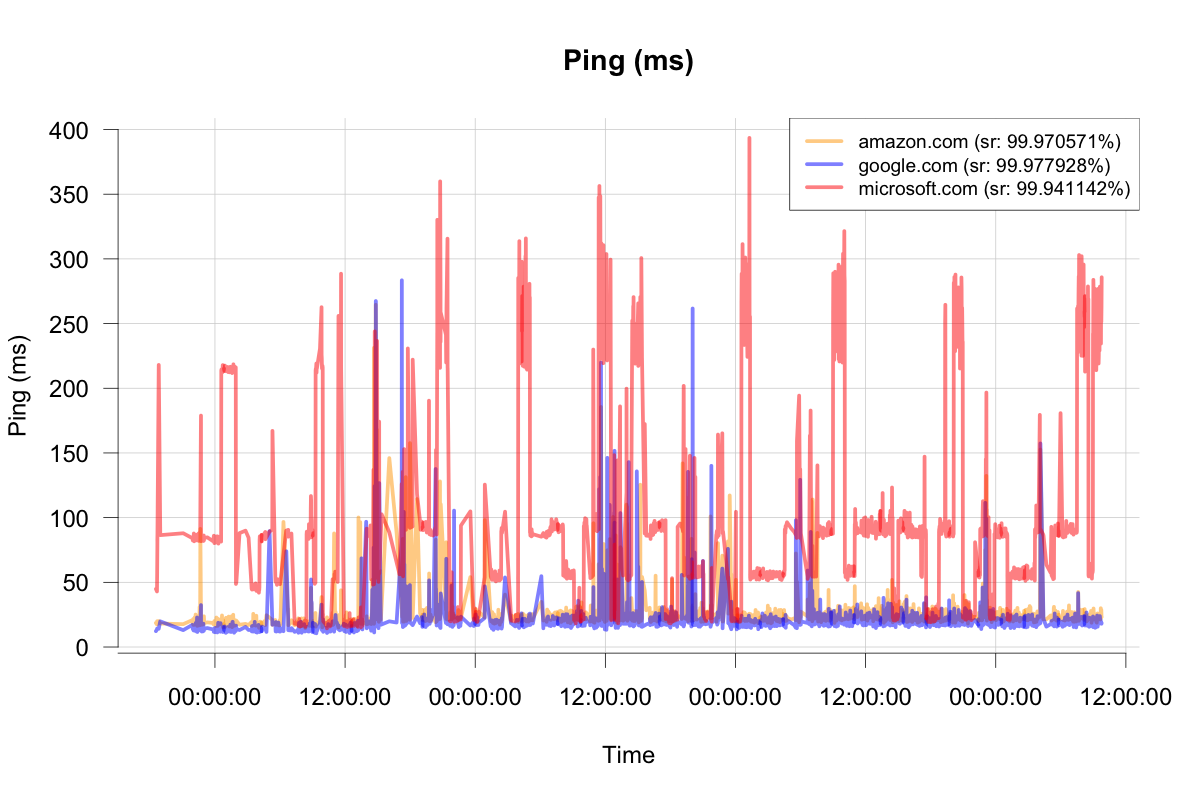 Ping (ms)
400
350
300
250
200
150
100
50
0
Ping (ms)
amazon.com (sr: 99.970571%)
google.com (sr: 99.977928%)
microsoft.com (sr: 99.941142%)
00:00:00 12:00:00 00:00:00 12:00:00 00:00:00 12:00:00 00:00:00 12:00:00
Time